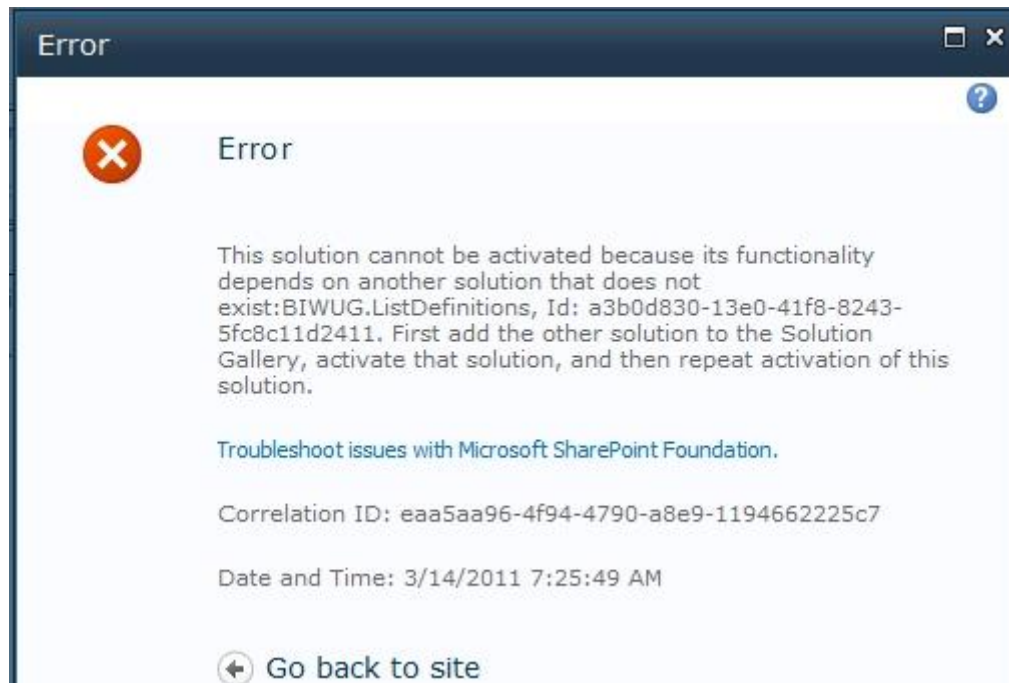 Error
Error
This solution cannot be activated because its functionality
depends on another solution that does not
exist:BIWUG.ListDefinitions, Id: a3b0d830-13e0-41f8-8243-
5fc8c11d2411. First add the other solution to the Solution
Gallery, activate that solution, and then repeat activation of this
solution.
Troubleshoot issues with Microsoft SharePoint Foundation.
Correlation ID: eaa5aa96-4f94-4790-a8e9-1194662225c7
Date and Time: 3/14/2011 7:25:49 AM
Go back to site